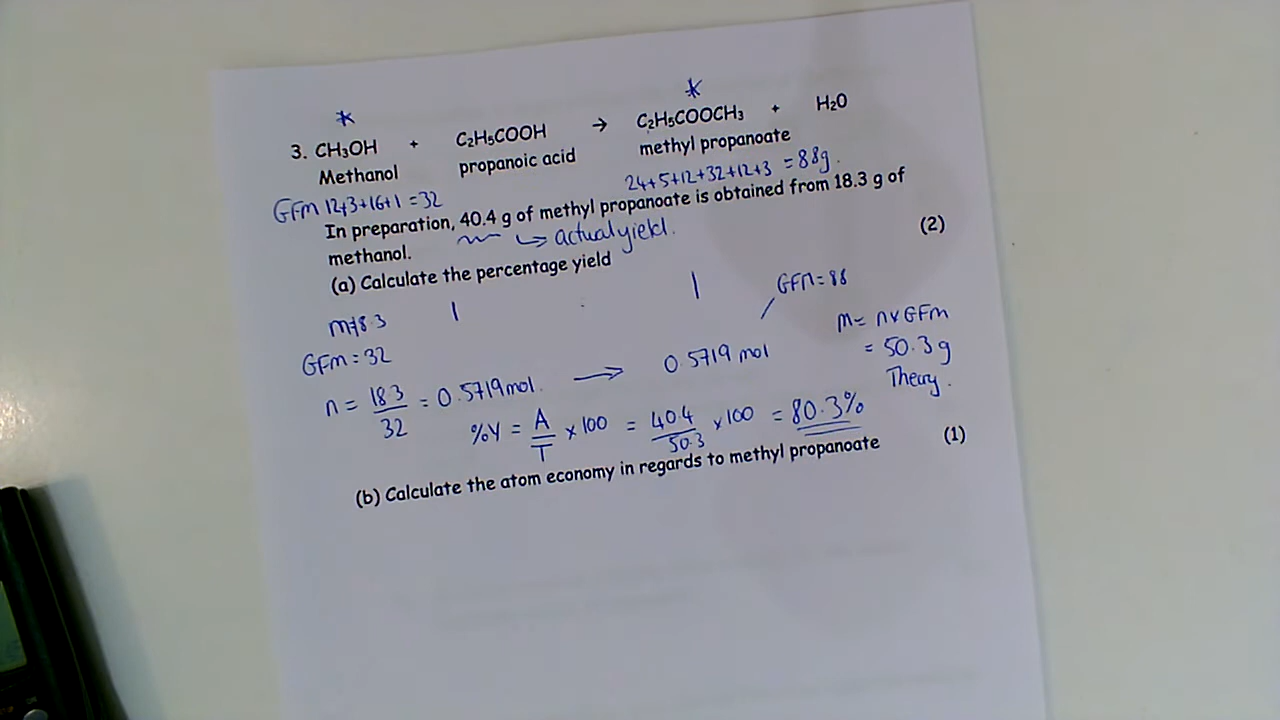 * *
3. CH₃OH + C₂H₅COOH → C₂H₅COOCH₃ + H₂O
Methanol propanoic acid methyl propanoate
GFM 12+3+16+1 = 32 24+5+12+32+12+3 = 88g.
In preparation, 40.4 g of methyl propanoate is obtained from 18.3 g of
methanol. ↳ actual yield. (2)
(a) Calculate the percentage yield
1 1 GFM = 88
m=18.3 m = n x GFM
GFM = 32 = 50.3g
n = 18.3/32 = 0.5719 mol. → 0.5719 mol Theory.
%Y = A/T x 100 = 40.4/50.3 x 100 = 80.3%
(b) Calculate the atom economy in regards to methyl propanoate (1)